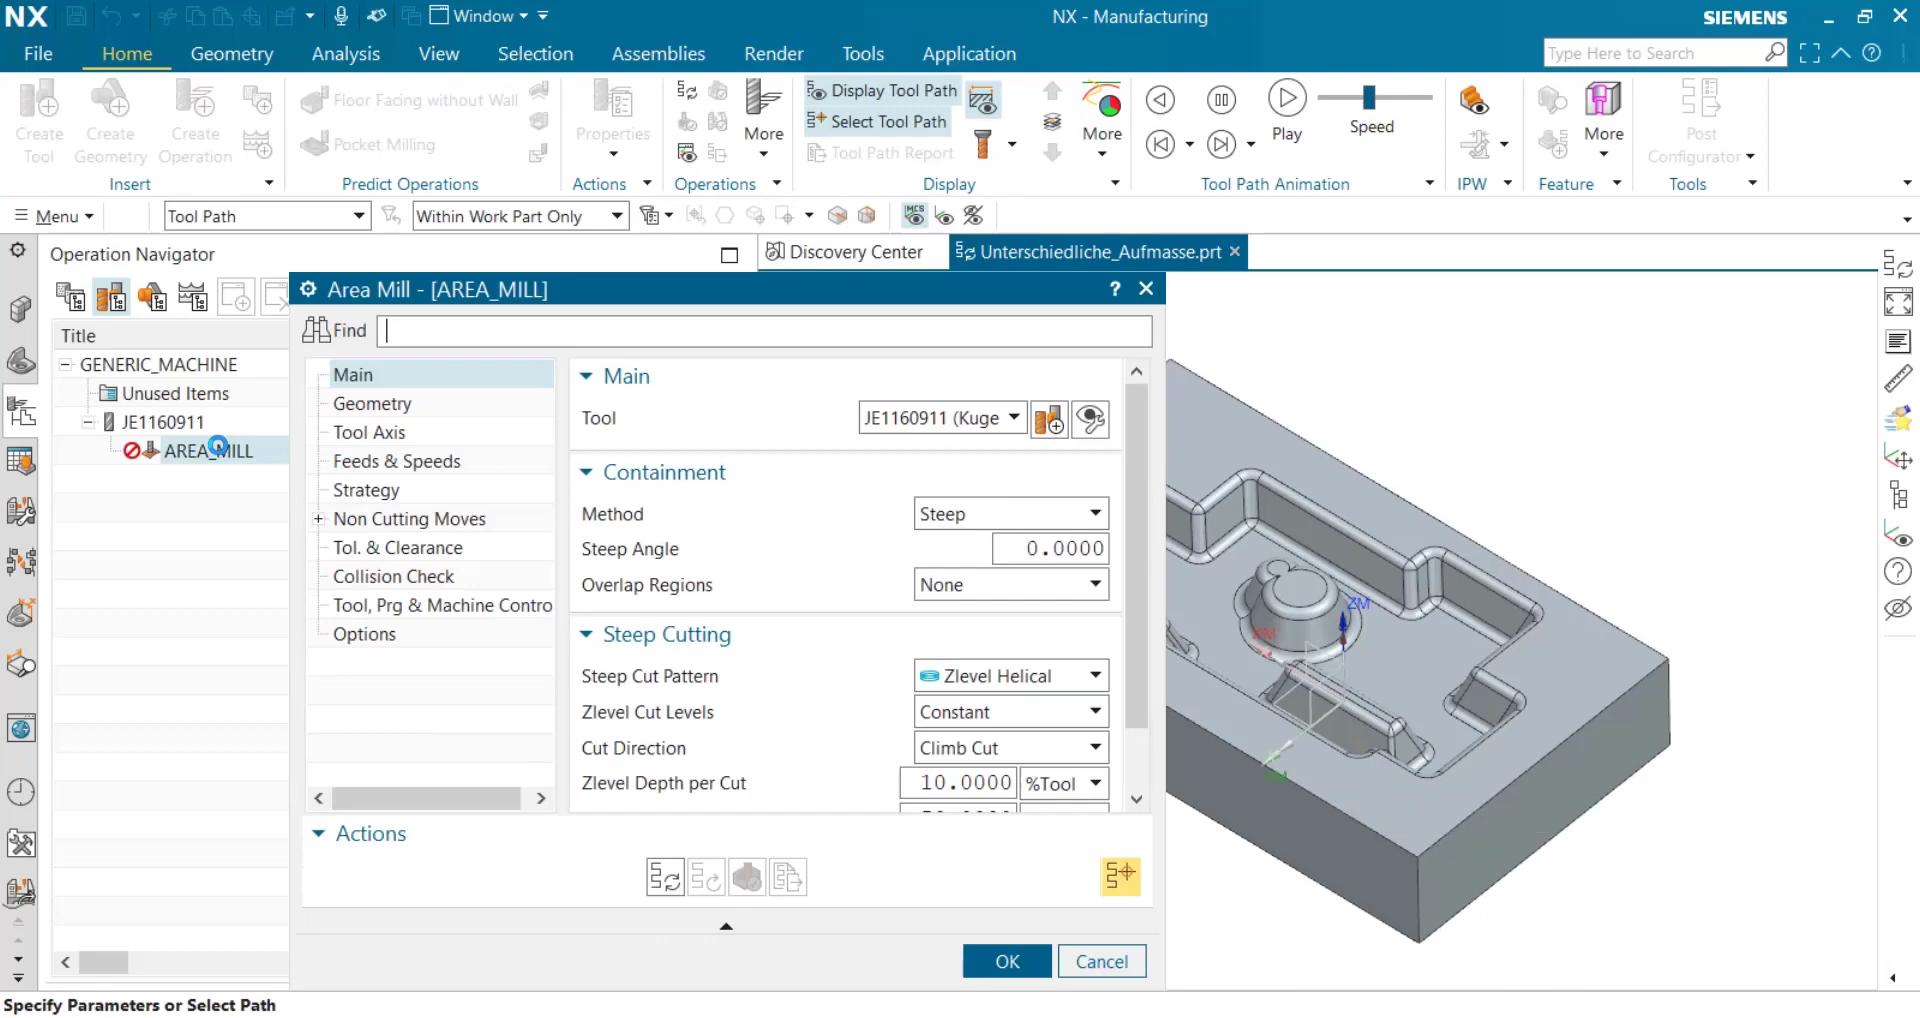 NX
Window
NX - Manufacturing
SIEMENS
File
Home
Geometry
Analysis
View
Selection
Assemblies
Render
Tools
Application
Type Here to Search
Create Tool
Create Geometry
Create Operation
Insert
Floor Facing without Wall
Pocket Milling
Predict Operations
Properties
Actions
More
Operations
Display Tool Path
Select Tool Path
Tool Path Report
More
Display
Play
Speed
Tool Path Animation
IPW
More
Feature
Post Configurator
Tools
Menu
Tool Path
Within Work Part Only
MCS
Operation Navigator
Discovery Center
Unterschiedliche_Aufmasse.prt
Title
GENERIC_MACHINE
Unused Items
JE1160911
AREA_MILL
Area Mill - [AREA_MILL]
Find
Main
Geometry
Tool Axis
Feeds & Speeds
Strategy
Non Cutting Moves
Tol. & Clearance
Collision Check
Tool, Prg & Machine Contro
Options
Main
Tool
JE1160911 (Kuge
Containment
Method
Steep
Steep Angle
0.0000
Overlap Regions
None
Steep Cutting
Steep Cut Pattern
Zlevel Helical
Zlevel Cut Levels
Constant
Cut Direction
Climb Cut
Zlevel Depth per Cut
10.0000
%Tool
Actions
OK
Cancel
ZM
XM
Specify Parameters or Select Path